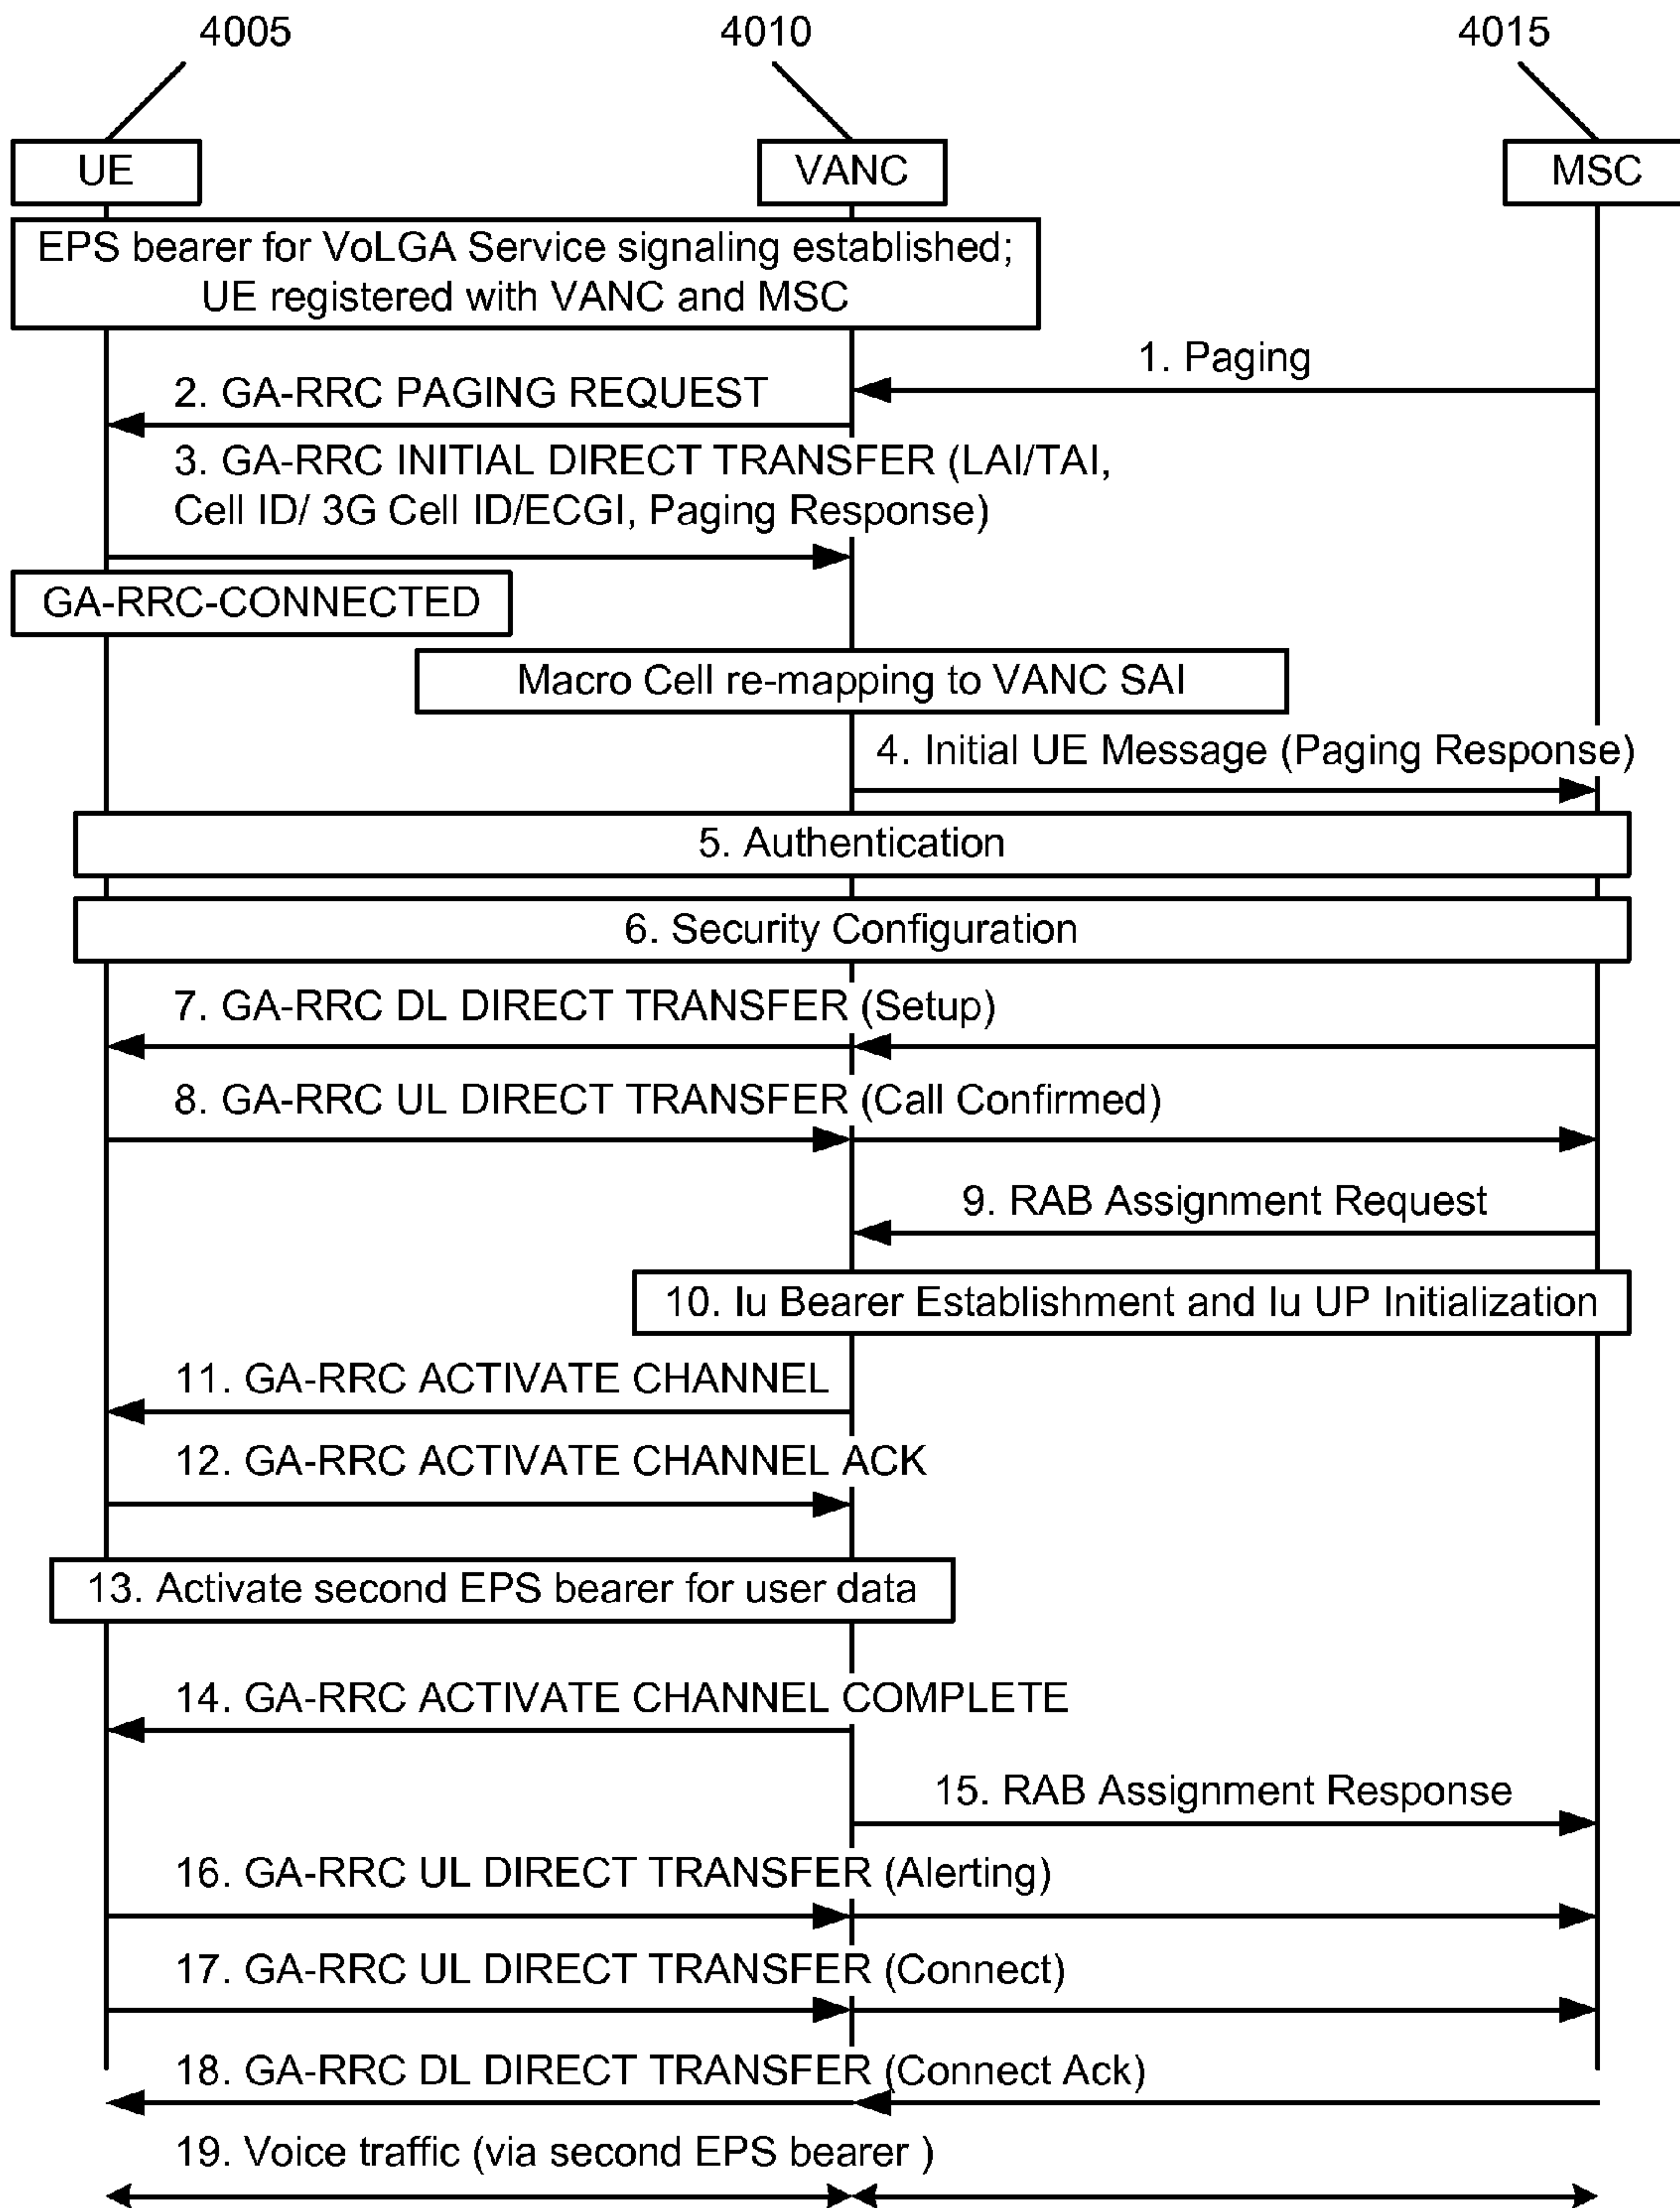 4005
4010
4015
UE
VANC
MSC
EPS bearer for VoLGA Service signaling established;
UE registered with VANC and MSC
1. Paging
2. GA-RRC PAGING REQUEST
3. GA-RRC INITIAL DIRECT TRANSFER (LAI/TAI,
Cell ID/ 3G Cell ID/ECGI, Paging Response)
GA-RRC-CONNECTED
Macro Cell re-mapping to VANC SAI
4. Initial UE Message (Paging Response)
5. Authentication
6. Security Configuration
7. GA-RRC DL DIRECT TRANSFER (Setup)
8. GA-RRC UL DIRECT TRANSFER (Call Confirmed)
9. RAB Assignment Request
10. Iu Bearer Establishment and Iu UP Initialization
11. GA-RRC ACTIVATE CHANNEL
12. GA-RRC ACTIVATE CHANNEL ACK
13. Activate second EPS bearer for user data
14. GA-RRC ACTIVATE CHANNEL COMPLETE
15. RAB Assignment Response
16. GA-RRC UL DIRECT TRANSFER (Alerting)
17. GA-RRC UL DIRECT TRANSFER (Connect)
18. GA-RRC DL DIRECT TRANSFER (Connect Ack)
19. Voice traffic (via second EPS bearer )